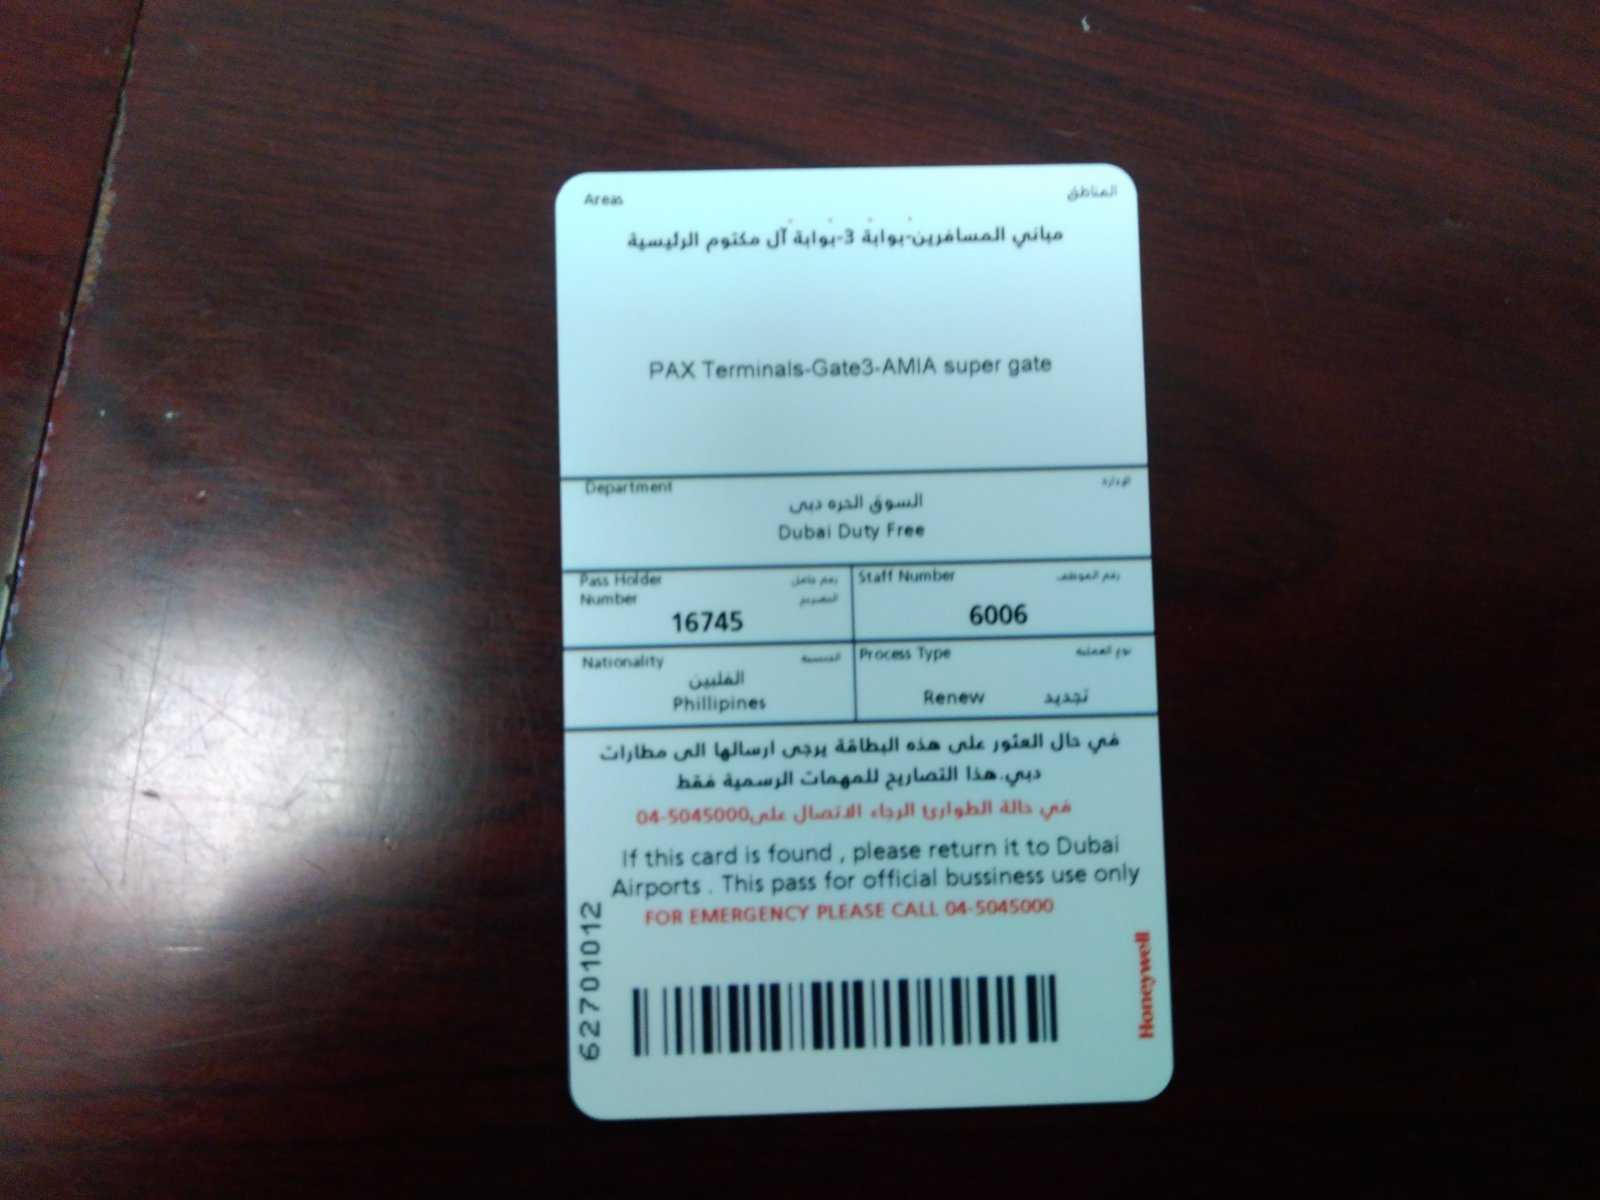 Areas المناطق
مباني المسافرين-بوابة 3-بوابة آل مكتوم الرئيسية
PAX Terminals-Gate3-AMIA super gate
Department الإدارة
السوق الحره دبى
Dubai Duty Free
Pass Holder رقم حامل
Number التصريح
16745
Staff Number رقم الموظف
6006
Nationality الجنسية
الفلبين
Phillipines
Process Type نوع العملية
Renew تجديد
في حال العثور على هذه البطاقة يرجى ارسالها الى مطارات
دبي.هذا التصاريح للمهمات الرسمية فقط
في حالة الطوارئ الرجاء الاتصال على04-5045000
If this card is found , please return it to Dubai
Airports . This pass for official bussiness use only
FOR EMERGENCY PLEASE CALL 04-5045000
62701012
Honeywell